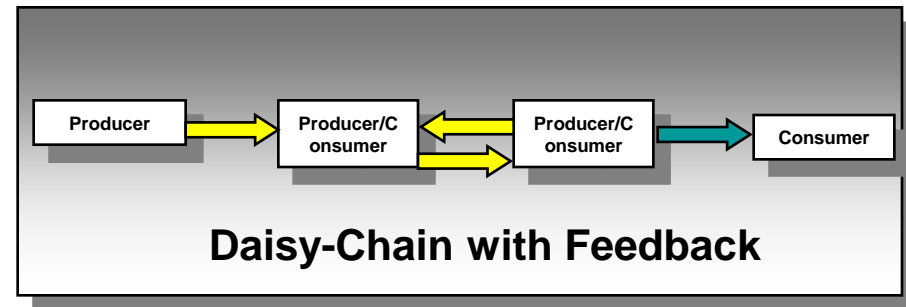 Producer
Producer/C
onsumer
Producer/C
onsumer
Consumer
Daisy-Chain with Feedback